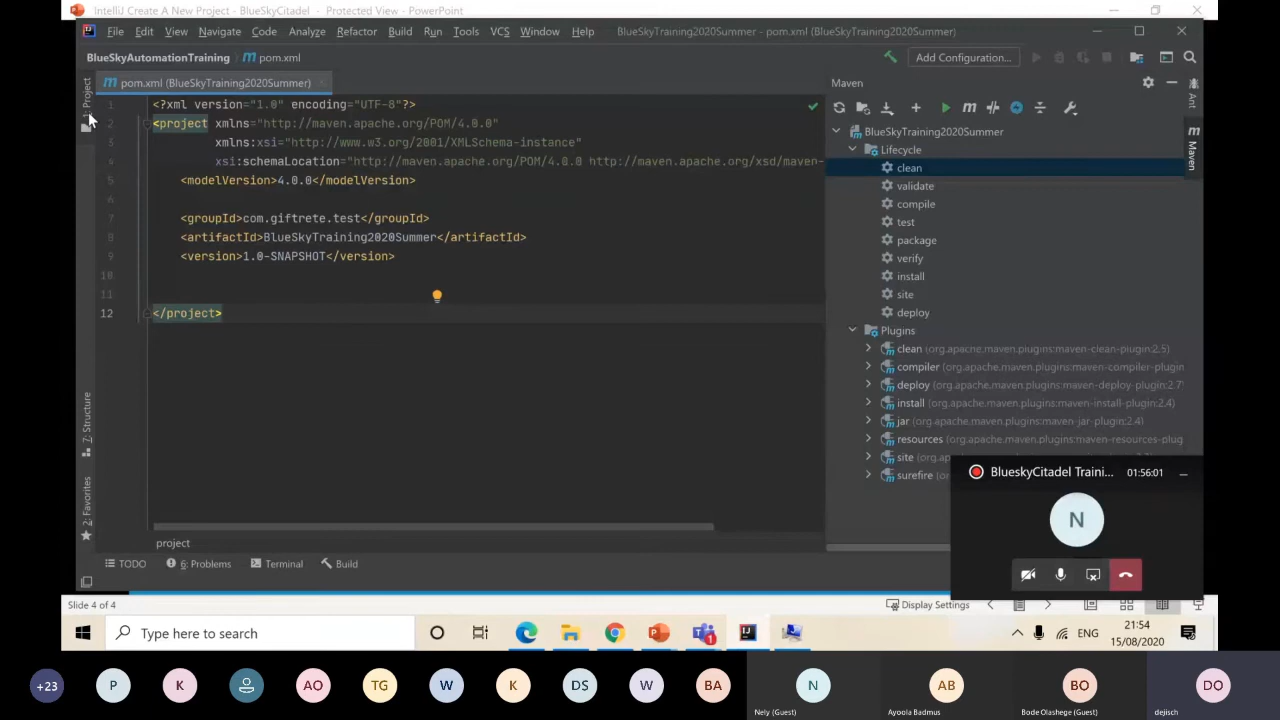 IntelliJ Create A New Project - BlueSkyCitadel - Protected View - PowerPoint
File Edit View Navigate Code Analyze Refactor Build Run Tools VCS Window Help BlueSkyTraining2020Summer - pom.xml (BlueSkyTraining2020Summer)
BlueSkyAutomationTraining pom.xml Add Configuration...
pom.xml (BlueSkyTraining2020Summer)
Maven
1: Project
7: Structure
2: Favorites
Ant
Maven
1 <?xml version="1.0" encoding="UTF-8"?>
2 <project xmlns="http://maven.apache.org/POM/4.0.0"
3 xmlns:xsi="http://www.w3.org/2001/XMLSchema-instance"
4 xsi:schemaLocation="http://maven.apache.org/POM/4.0.0 http://maven.apache.org/xsd/maven-
5 <modelVersion>4.0.0</modelVersion>
6
7 <groupId>com.giftrete.test</groupId>
8 <artifactId>BlueSkyTraining2020Summer</artifactId>
9 <version>1.0-SNAPSHOT</version>
10
11
12 </project>
BlueSkyTraining2020Summer
Lifecycle
clean
validate
compile
test
package
verify
install
site
deploy
Plugins
clean (org.apache.maven.plugins:maven-clean-plugin:2.5)
compiler (org.apache.maven.plugins:maven-compiler-plugin
deploy (org.apache.maven.plugins:maven-deploy-plugin:2.7
install (org.apache.maven.plugins:maven-install-plugin:2.4)
jar (org.apache.maven.plugins:maven-jar-plugin:2.4)
resources (org.apache.maven.plugins:maven-resources-plug
site
surefire
BlueskyCitadel Traini... 01:56:01
N
project
TODO 6: Problems Terminal Build
Slide 4 of 4 Display Settings
Type here to search
1
ENG
21:54
15/08/2020
+23 P K AO TG W K DS W BA N AB BO DO
Nely (Guest) Ayoola Badmus Bode Olashege (Guest) dejisch